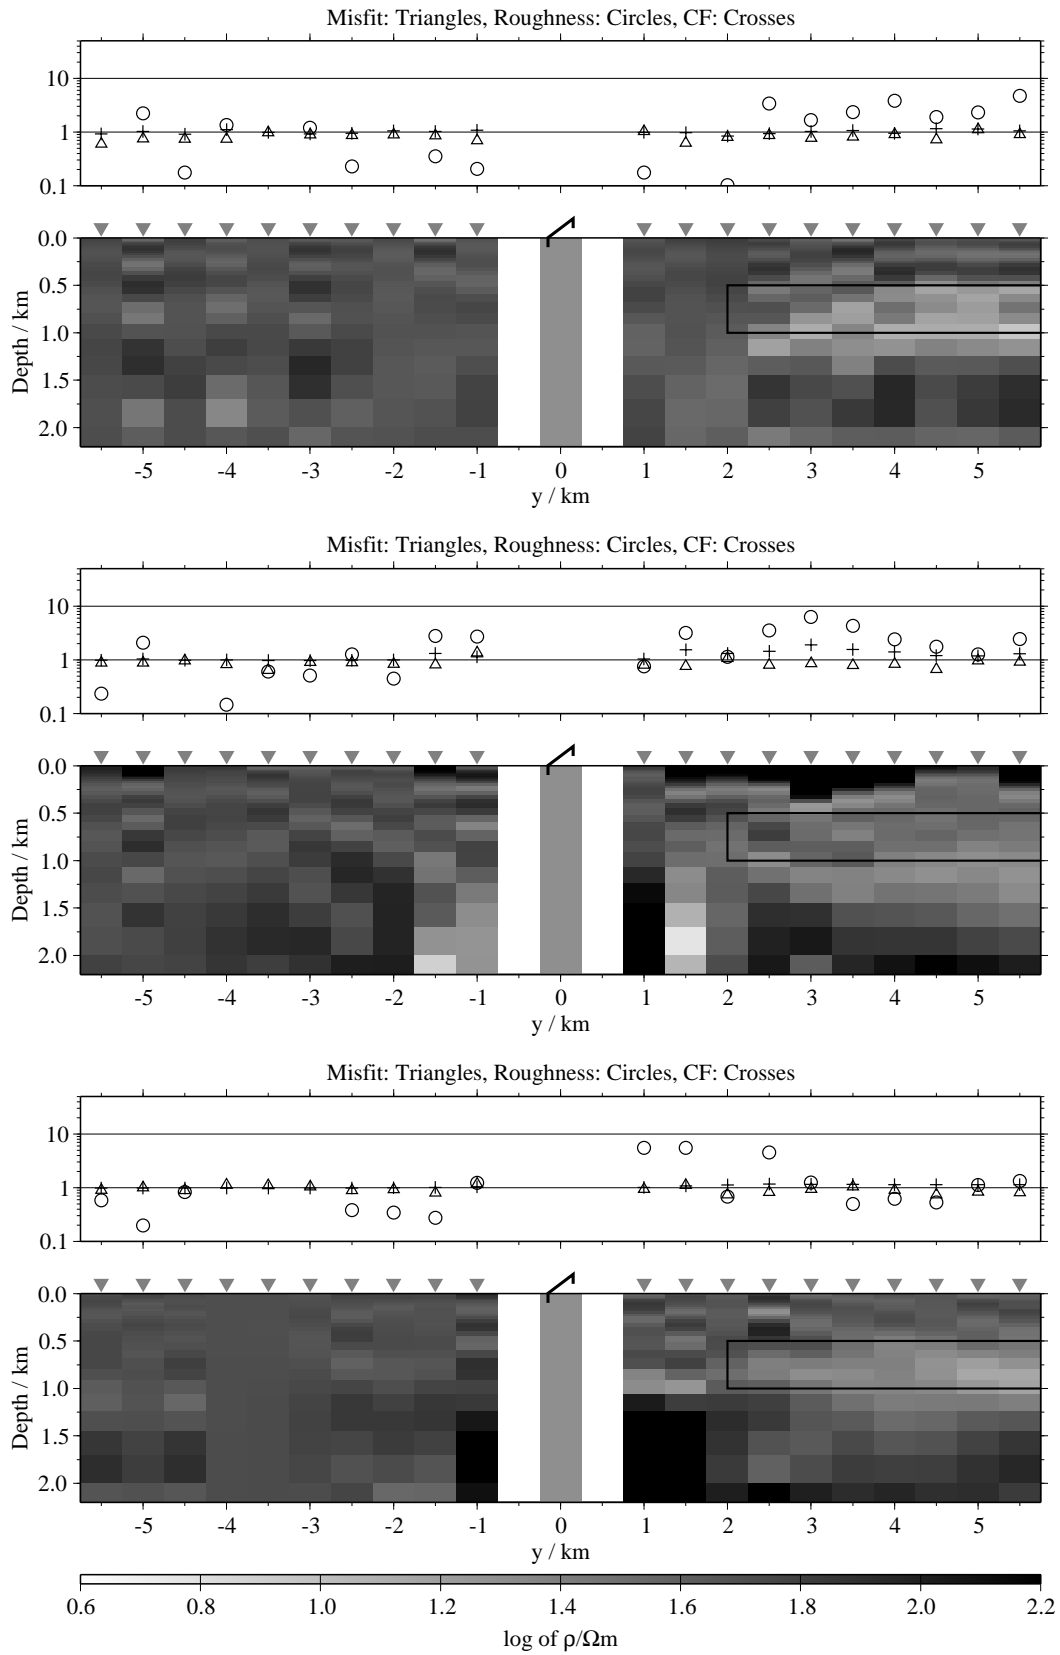 Misfit: Triangles, Roughness: Circles, CF: Crosses
10
1
0.1
0.0
0.5
1.0
1.5
2.0
Depth / km
-5 -4 -3 -2 -1 0 1 2 3 4 5
y / km
Misfit: Triangles, Roughness: Circles, CF: Crosses
10
1
0.1
0.0
0.5
1.0
1.5
2.0
Depth / km
-5 -4 -3 -2 -1 0 1 2 3 4 5
y / km
Misfit: Triangles, Roughness: Circles, CF: Crosses
10
1
0.1
0.0
0.5
1.0
1.5
2.0
Depth / km
-5 -4 -3 -2 -1 0 1 2 3 4 5
y / km
0.6 0.8 1.0 1.2 1.4 1.6 1.8 2.0 2.2
log of ρ/Ωm